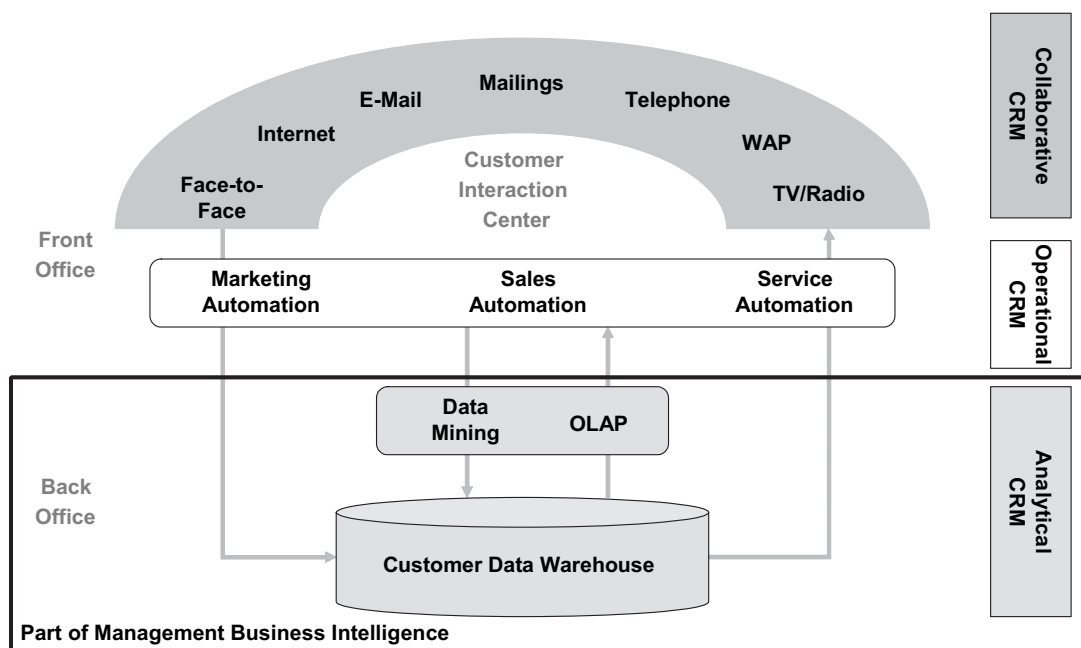 Mailings
E-Mail
Telephone
Internet
WAP
Customer
Interaction
Center
Face-to-
Face
TV/Radio
Collaborative
CRM
Front
Office
Marketing
Automation
Sales
Automation
Service
Automation
Operational
CRM
Data
Mining
OLAP
Back
Office
Analytical
CRM
Customer Data Warehouse
Part of Management Business Intelligence